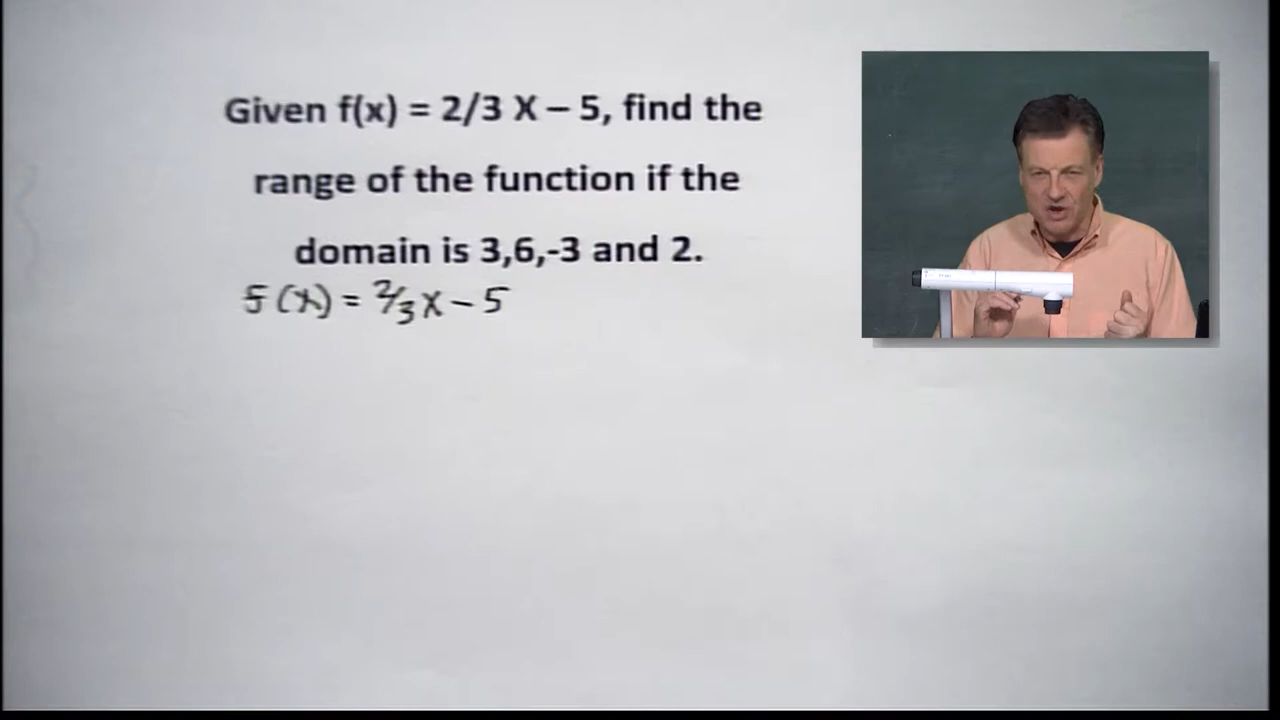 Given f(x) = 2/3 X – 5, find the
range of the function if the
domain is 3,6,-3 and 2.
f(x) = 2/3 x – 5